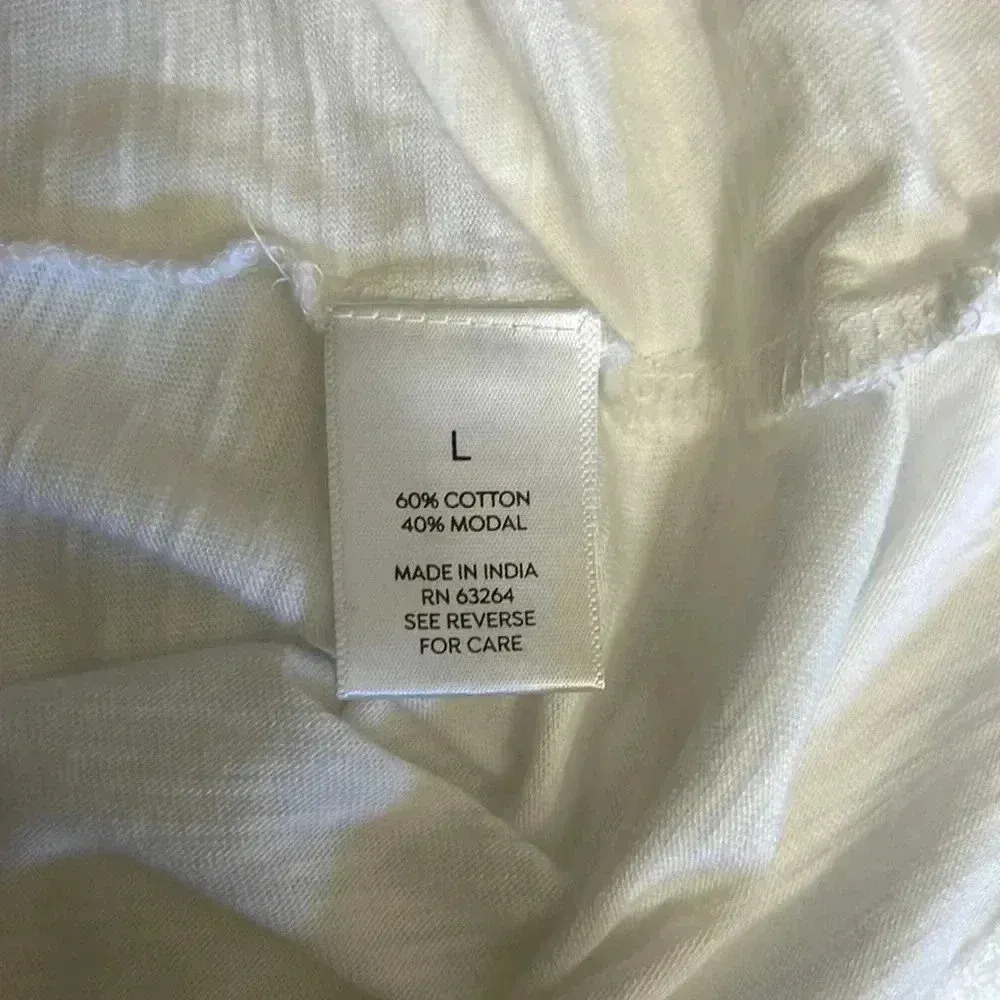 L
60% COTTON
40% MODAL
MADE IN INDIA
RN 63264
SEE REVERSE
FOR CARE